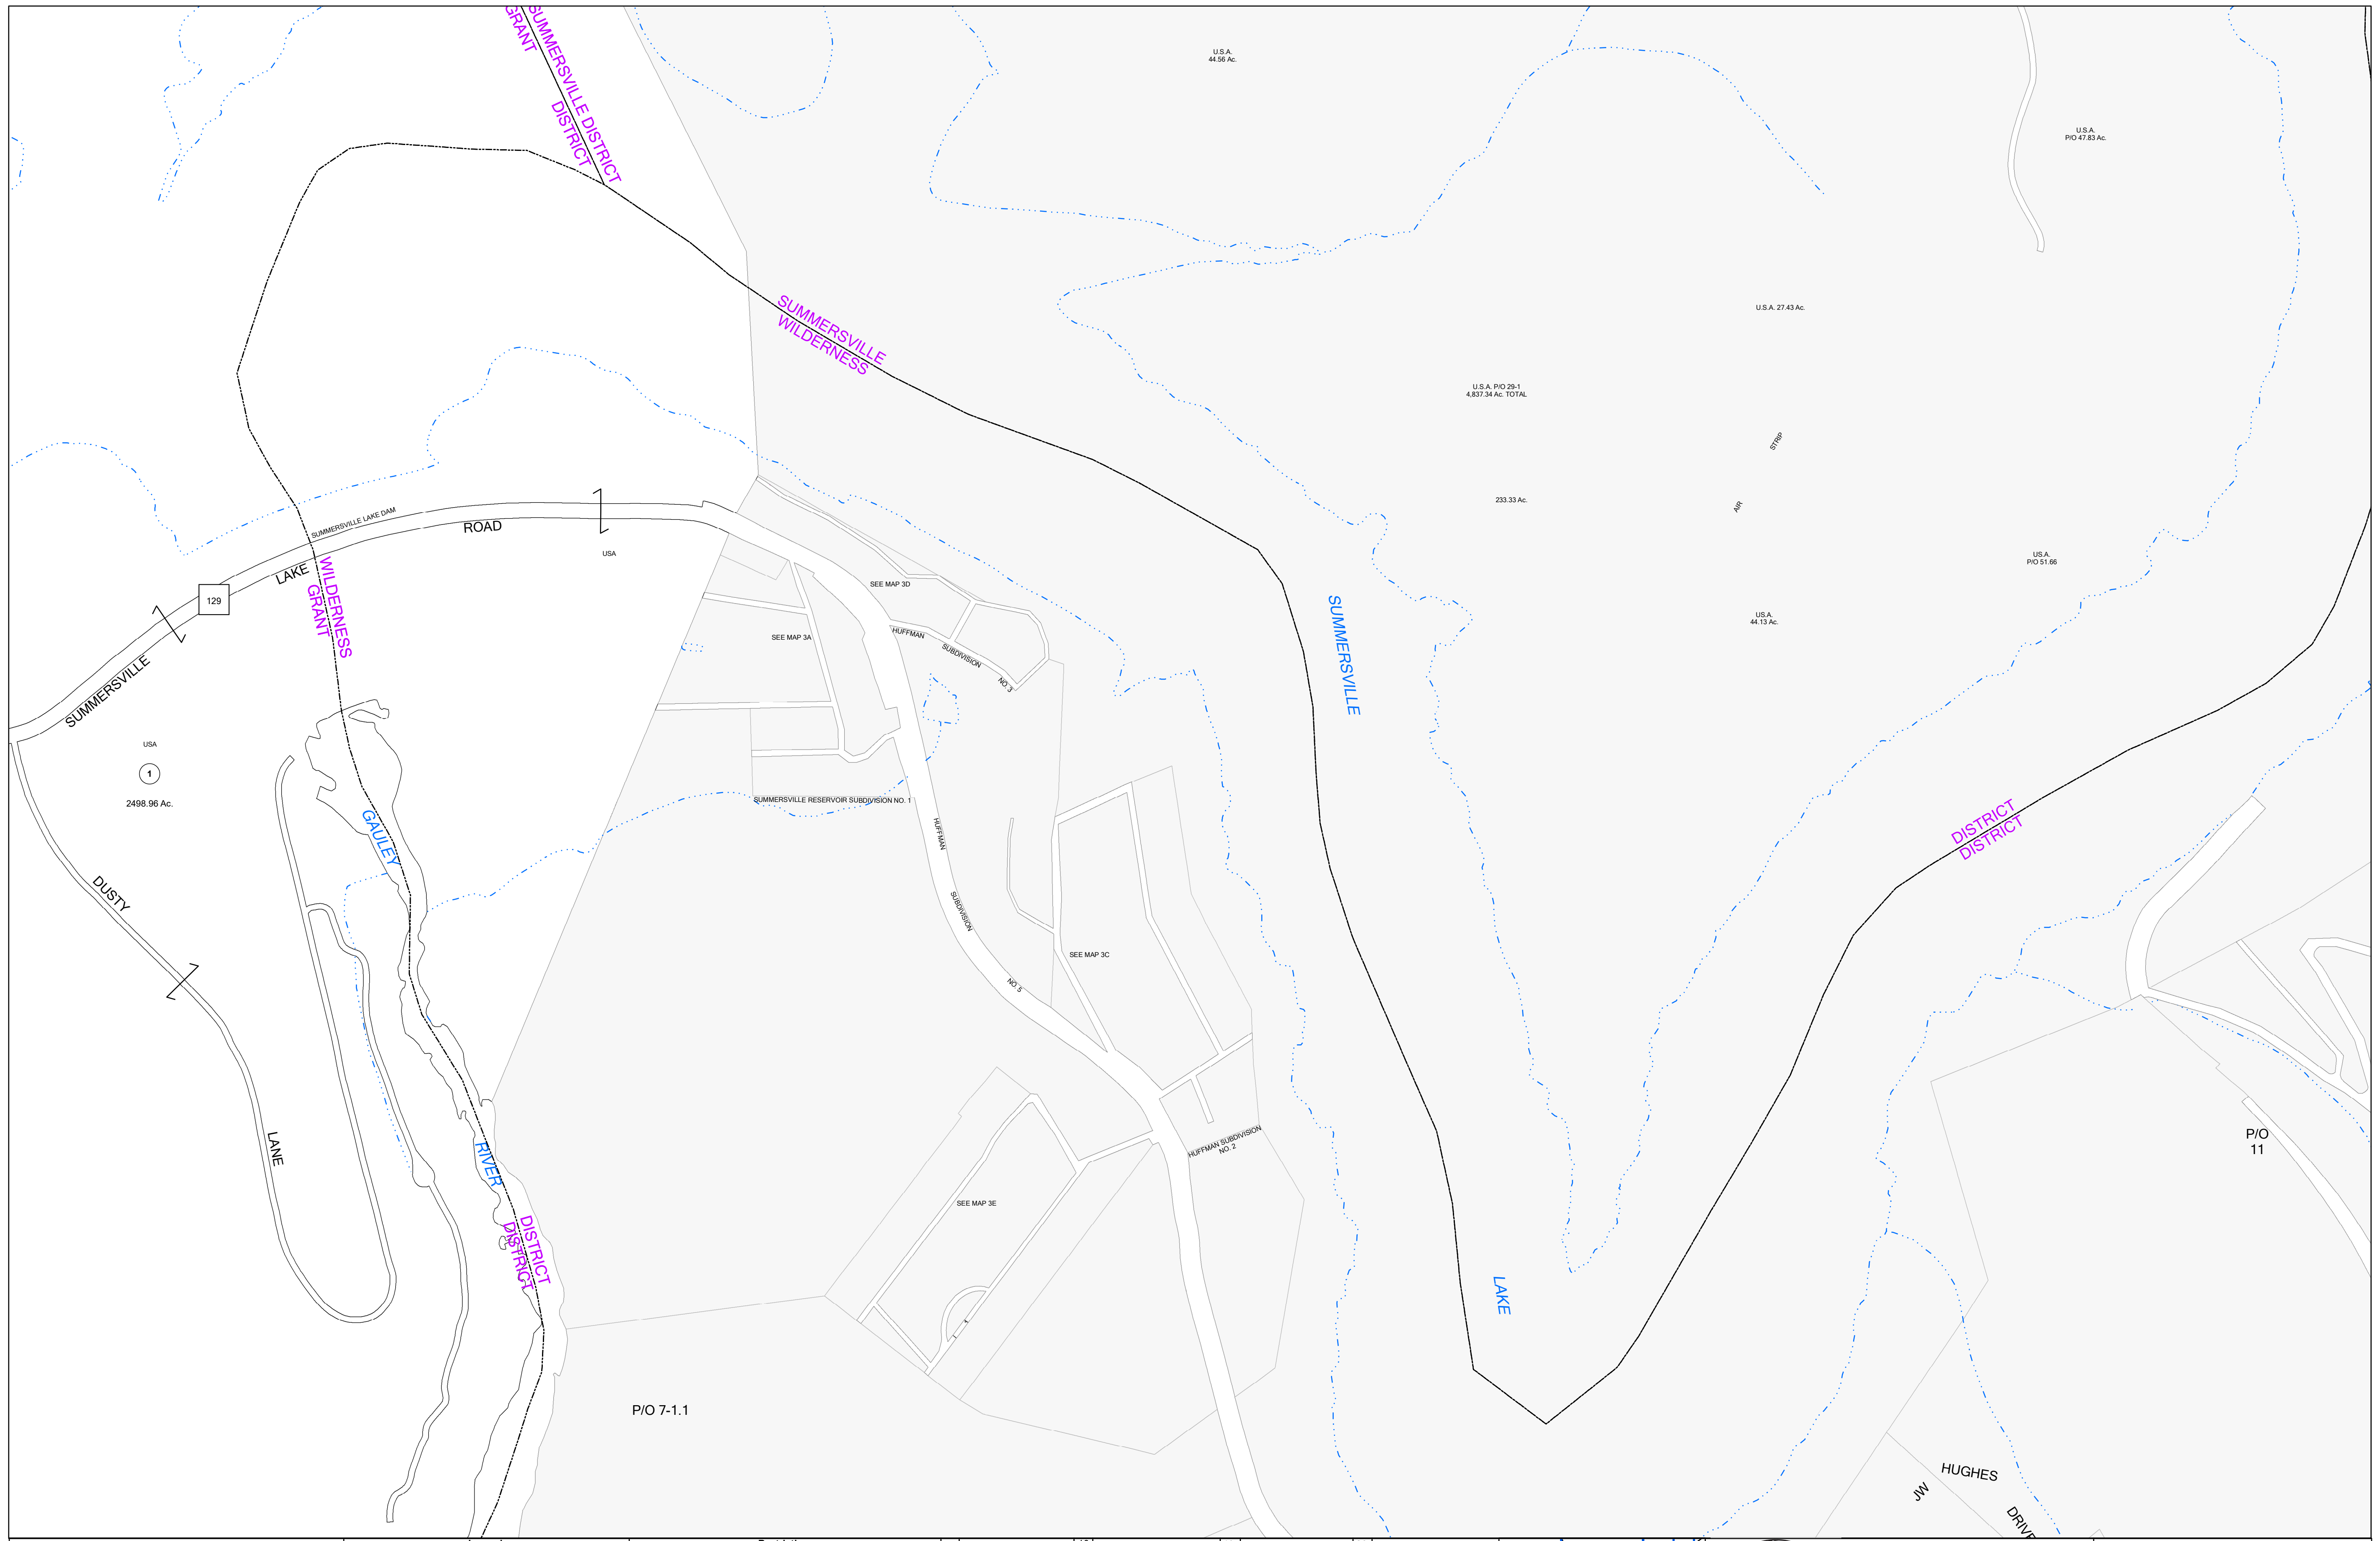 GRANT
SUMMERSVILLE DISTRICT
DISTRICT
U.S.A.
44.56 Ac.
U.S.A.
P/O 47.83 Ac.
SUMMERSVILLE
WILDERNESS
U.S.A. 27.43 Ac.
U.S.A. P/O 29-1
4,837.34 Ac. TOTAL
STRIP
AIR
233.33 Ac.
SUMMERSVILLE LAKE DAM
ROAD
LAKE
SUMMERSVILLE
129
USA
WILDERNESS
GRANT
SEE MAP 3D
SEE MAP 3A
HUFFMAN
SUBDIVISION
NO. 3
U.S.A.
P/O 51.66
U.S.A.
44.13 Ac.
SUMMERSVILLE
LAKE
USA
1
2498.96 Ac.
SUMMERSVILLE RESERVOIR SUBDIVISION NO. 1
GAULEY
RIVER
HUFFMAN
SUBDIVISION
NO. 5
DISTRICT
DISTRICT
DUSTY
LANE
SEE MAP 3C
HUFFMAN SUBDIVISION
NO. 2
P/O
11
SEE MAP 3E
DISTRICT
DISTRICT
P/O 7-1.1
HUGHES
JW
DRIVE